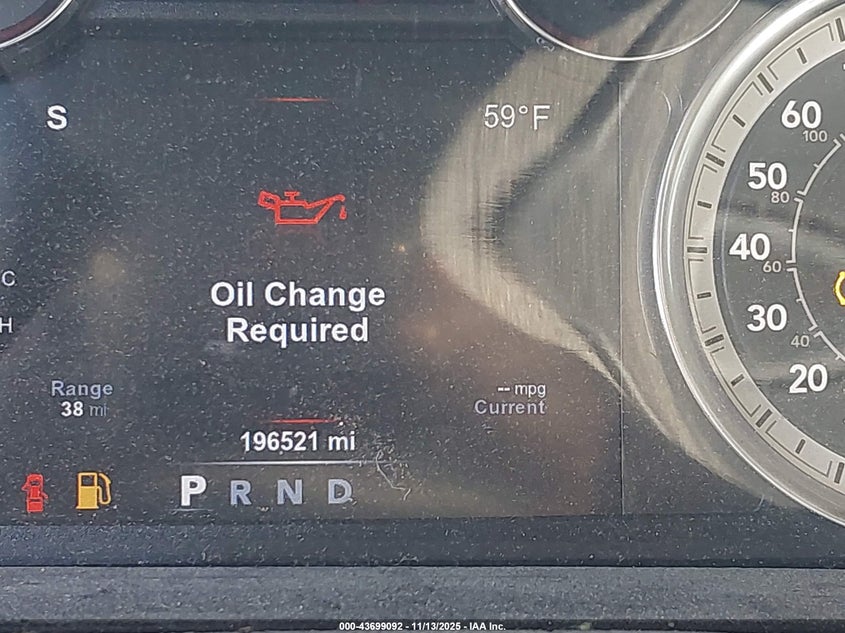 S
59°F
60
100
50
80
C
40
60
Oil Change
Required
H
30
40
20
Range
38 mi
-- mpg
Current
196521 mi
P R N D
000-43699092 - 11/13/2025 - IAA Inc.